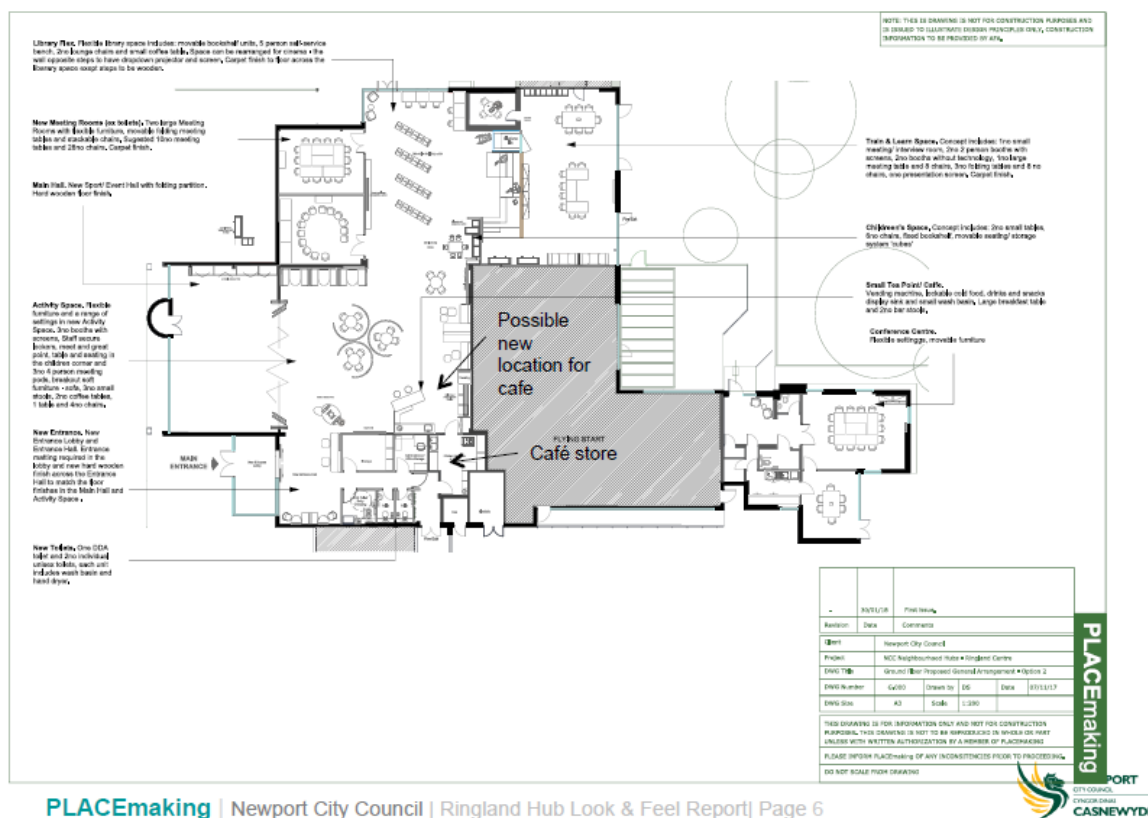 NOTE: THIS IS DRAWING IS NOT FOR CONSTRUCTION PURPOSES AND
IS ISSUED TO ILLUSTRATE DESIGN PRINCIPLES ONLY, CONSTRUCTION
INFORMATION TO BE PROVIDED BY AFA.
Library Flex. Flexible library space includes: movable bookshelf units, 5 person self-service
bench, 2no lounge chairs and small coffee table. Space can be rearranged for cinema • the
wall opposite steps to have dropdown projector and screen, Carpet finish to floor across the
library space exept steps to be wooden.
New Meeting Rooms (ex toilets), Two large Meeting
Rooms with flexible furniture, movable folding meeting
tables and stackable chairs, Sugested 10no meeting
tables and 28no chairs. Carpet finish.
Main Hall. New Sport/ Event Hall with folding partition.
Hard wooden floor finish.
Activity Space. Flexible
furniture and a range of
settings in new Activity
Space. 3no booths with
screens, Staff secure
lockers, meet and great
point, table and seating in
the children corner and
3no 4 person meeting
pods, breakout soft
furniture - sofa, 3no small
stools, 2no coffee tables,
1 table and 4no chairs.
New Entrance. New
Entrance Lobby and
Entrance Hall. Entrance
matting required in the
lobby and new hard wooden
finish across the Entrance
Hall to match the floor
finishes in the Main Hall and
Activity Space.
New Toilets. One DDA
toilet and 2no individual
unisex toilets, each unit
includes wash basin and
hand dryer.
Train & Learn Space, Concept includes: 1no small
meeting/ interview room, 2no 2 person booths with
screens, 2no booths without technology, 1no large
meeting table and 8 chairs, 3no folding tables and 8 no
chairs, one presentation screen, Carpet finish.
Children's Space, Concept includes: 2no small tables,
6no chairs, fixed bookshelf, movable seating/ storage
system 'cubes'
Small Tea Point/ Caffe.
Vending machine, lockable cold food, drinks and snacks
display sink and small wash basin, Large breakfast table
and 2no bar stools.
Conference Centre.
Flexible settings, movable furniture
Possible
new
location for
cafe
FLYING START
Café store
MAIN
ENTRANCE
- 30/01/18 First Issue.
Revision Date Comments
Client Newport City Council
Project NCC Neighbourhood Hubs • Ringland Centre
DWG Title Ground Floor Proposed General Arrangement • Option 2
DWG Number G.000 Drawn by DS Date 07/11/17
DWG Size A3 Scale 1:200
THIS DRAWING IS FOR INFORMATION ONLY AND NOT FOR CONSTRUCTION
PURPOSES. THIS DRAWING IS NOT TO BE REPRODUCED IN WHOLE OR PART
UNLESS WITH WRITTEN AUTHORIZATION BY A MEMBER OF PLACEMAKING
PLEASE INFORM PLACEmaking OF ANY INCONSITENCIES PRIOR TO PROCEEDING.
DO NOT SCALE FROM DRAWING
PLACEmaking
PORT
CITY COUNCIL
CYNGOR DINAS
CASNEWYDD
PLACEmaking | Newport City Council | Ringland Hub Look & Feel Report| Page 6